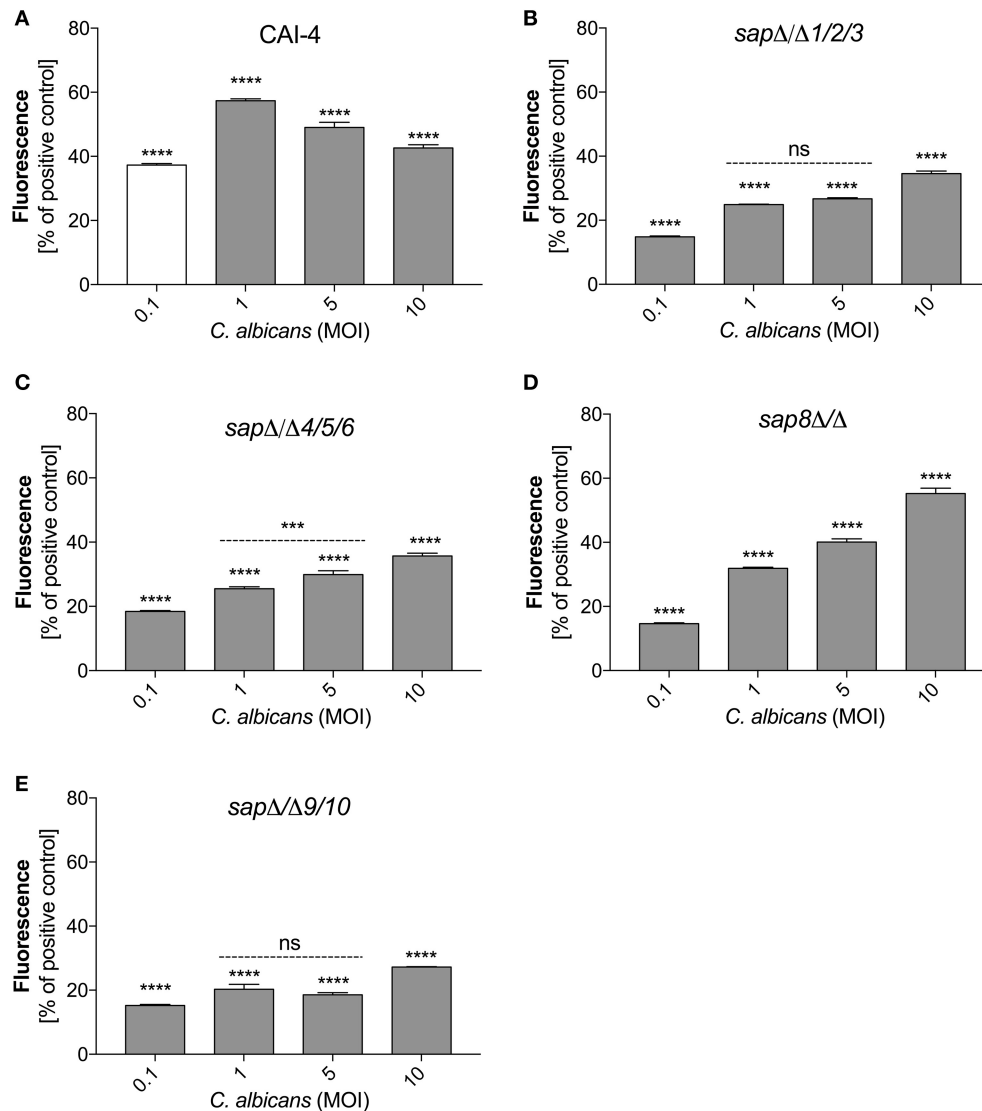 A
CAI-4
Fluorescence
[% of positive control]
80
60
40
20
0
****
****
****
****
0.1
1
5
10
C. albicans (MOI)
B
sapΔ/Δ1/2/3
Fluorescence
[% of positive control]
80
60
40
20
0
ns
****
****
****
****
0.1
1
5
10
C. albicans (MOI)
C
sapΔ/Δ4/5/6
Fluorescence
[% of positive control]
80
60
40
20
0
***
****
****
****
****
0.1
1
5
10
C. albicans (MOI)
D
sap8Δ/Δ
Fluorescence
[% of positive control]
80
60
40
20
0
****
****
****
****
0.1
1
5
10
C. albicans (MOI)
E
sapΔ/Δ9/10
Fluorescence
[% of positive control]
80
60
40
20
0
ns
****
****
****
****
0.1
1
5
10
C. albicans (MOI)